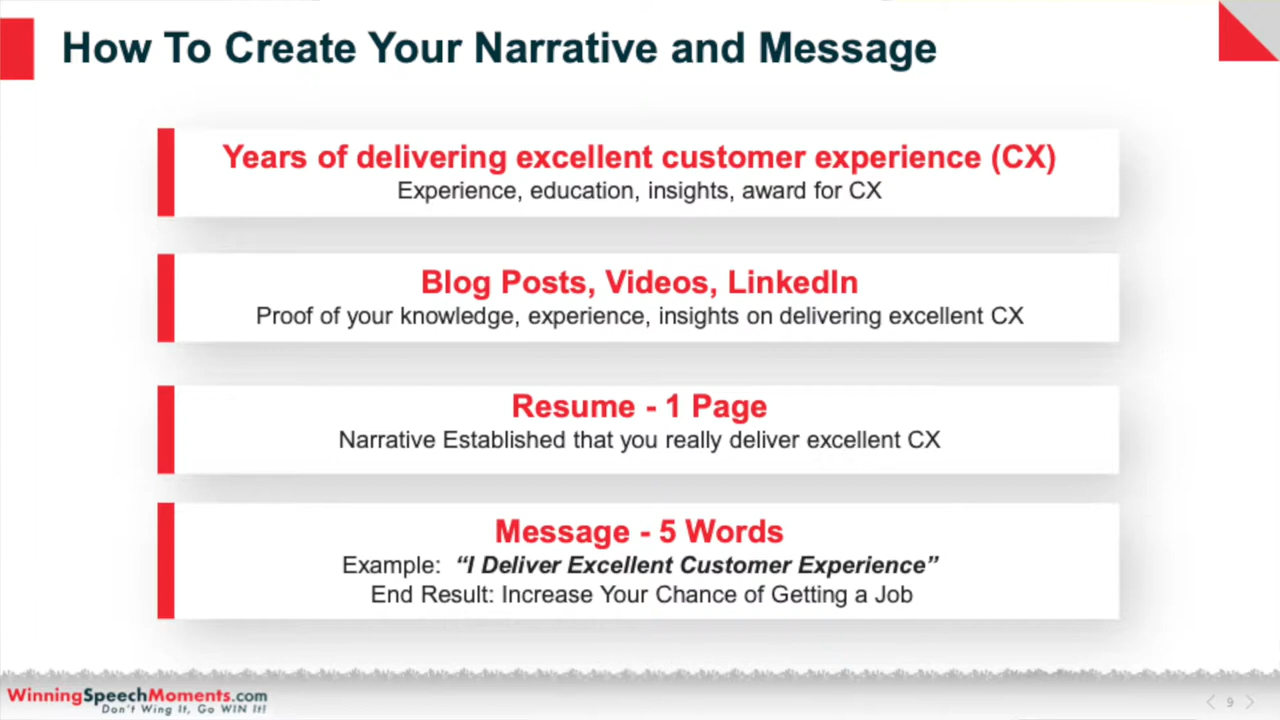 How To Create Your Narrative and Message
Years of delivering excellent customer experience (CX)
Experience, education, insights, award for CX
Blog Posts, Videos, LinkedIn
Proof of your knowledge, experience, insights on delivering excellent CX
Resume - 1 Page
Narrative Established that you really deliver excellent CX
Message - 5 Words
Example: “I Deliver Excellent Customer Experience”
End Result: Increase Your Chance of Getting a Job
WinningSpeechMoments.com
Don't Wing It, Go WIN It!
9